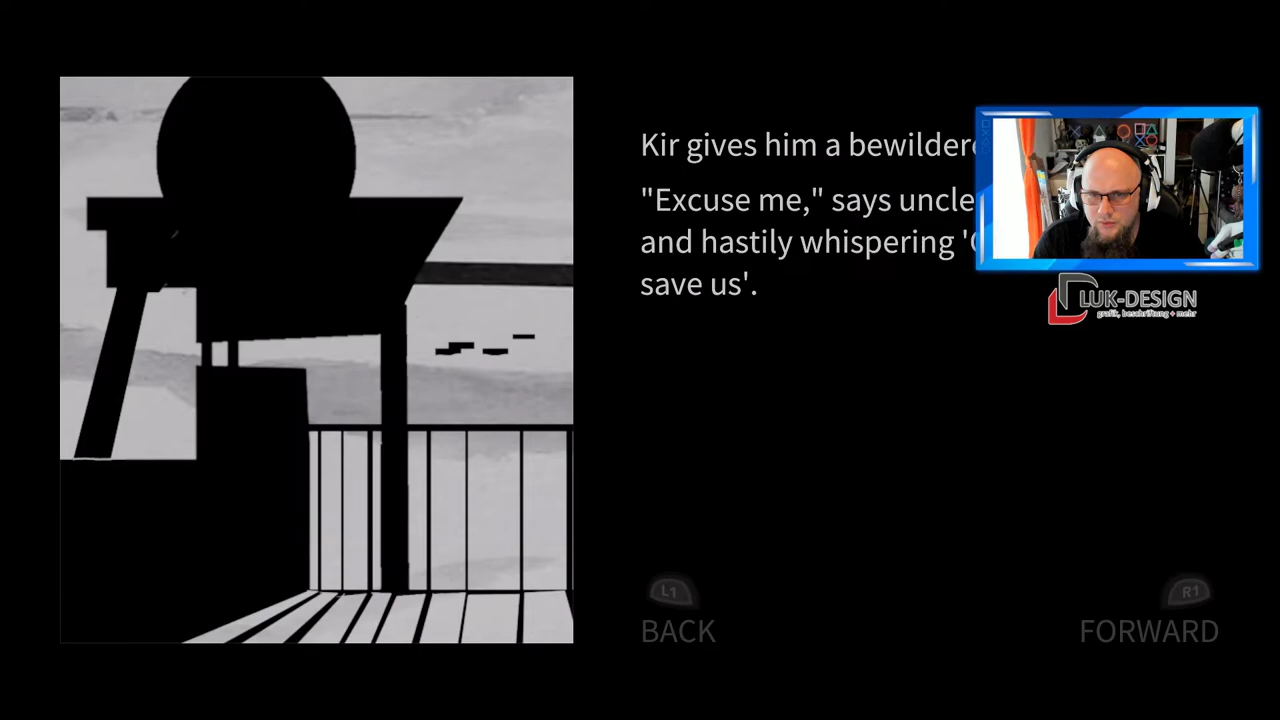 Kir gives him a
"Excuse me," says uncle
and hastily whispering
save us'.
LUK-DESIGN
grafik, beschriftung + mehr
L1
R1
BACK
FORWARD